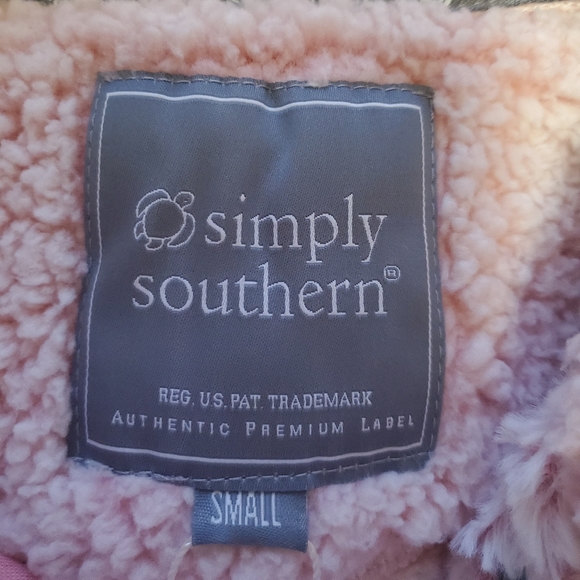 simply
southern®
REG. U.S. PAT. TRADEMARK
AUTHENTIC PREMIUM LABEL
SMALL